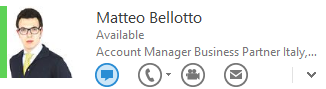 Matteo Bellotto
Available
Account Manager Business Partner Italy,...